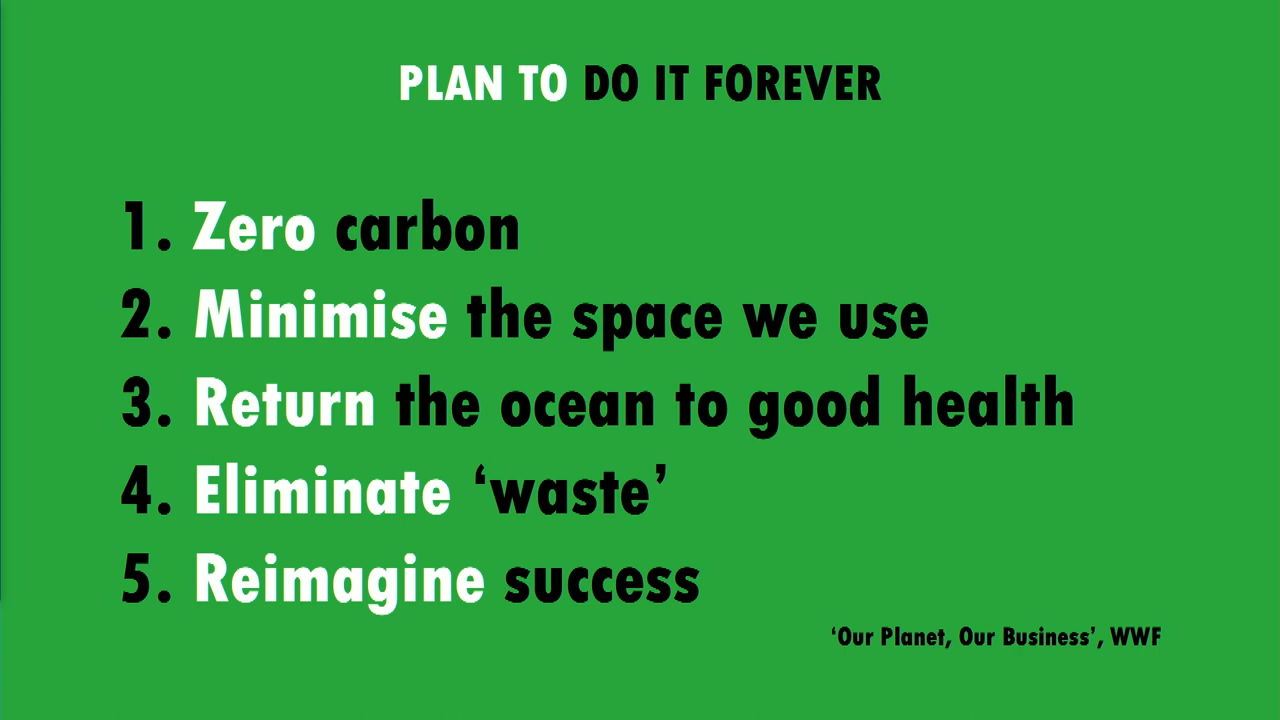 PLAN TO DO IT FOREVER
1. Zero carbon
2. Minimise the space we use
3. Return the ocean to good health
4. Eliminate ‘waste’
5. Reimagine success
‘Our Planet, Our Business’, WWF